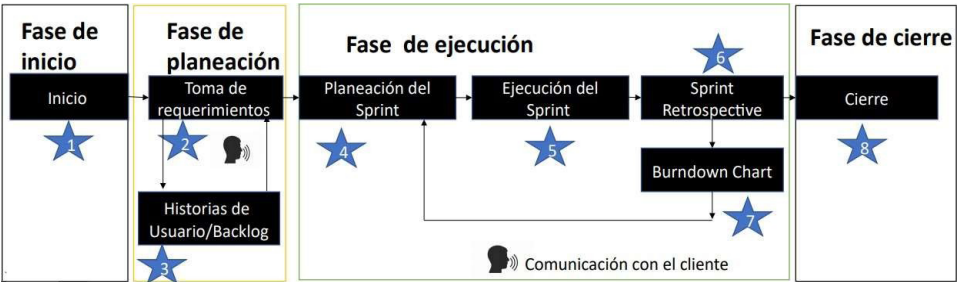 Fase de
inicio
Inicio
1
Fase de
planeación
Toma de
requerimientos
2
Historias de
Usuario/Backlog
3
Fase de ejecución
Planeación del
Sprint
4
Ejecución del
Sprint
5
6
Sprint
Retrospective
Burndown Chart
7
Comunicación con el cliente
Fase de cierre
Cierre
8